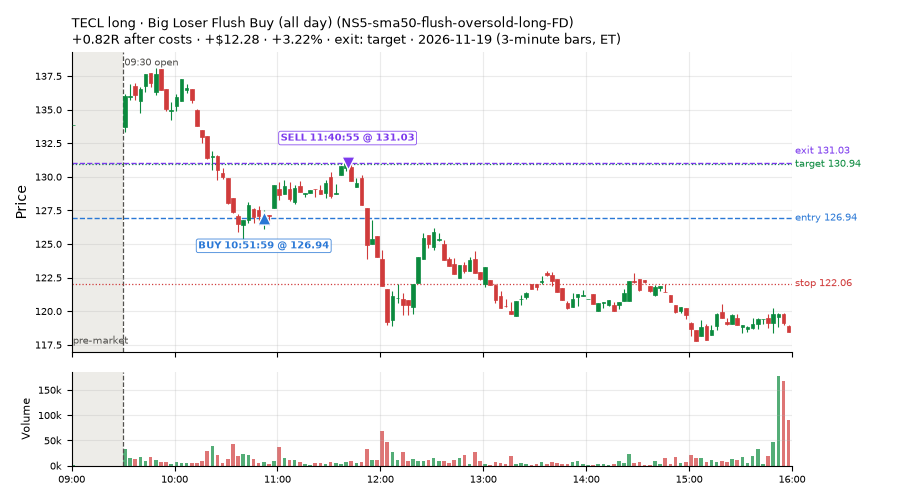 TECL long · Big Loser Flush Buy (all day) (NS5-sma50-flush-oversold-long-FD)
+0.82R after costs · +$12.28 · +3.22% · exit: target · 2026-11-19 (3-minute bars, ET)
09:30 open
137.5
135.0
132.5
130.0
127.5
125.0
122.5
120.0
117.5
Price
SELL 11:40:55 @ 131.03
BUY 10:51:59 @ 126.94
exit 131.03
target 130.94
entry 126.94
stop 122.06
pre-market
150k
100k
50k
0k
Volume
09:00
10:00
11:00
12:00
13:00
14:00
15:00
16:00